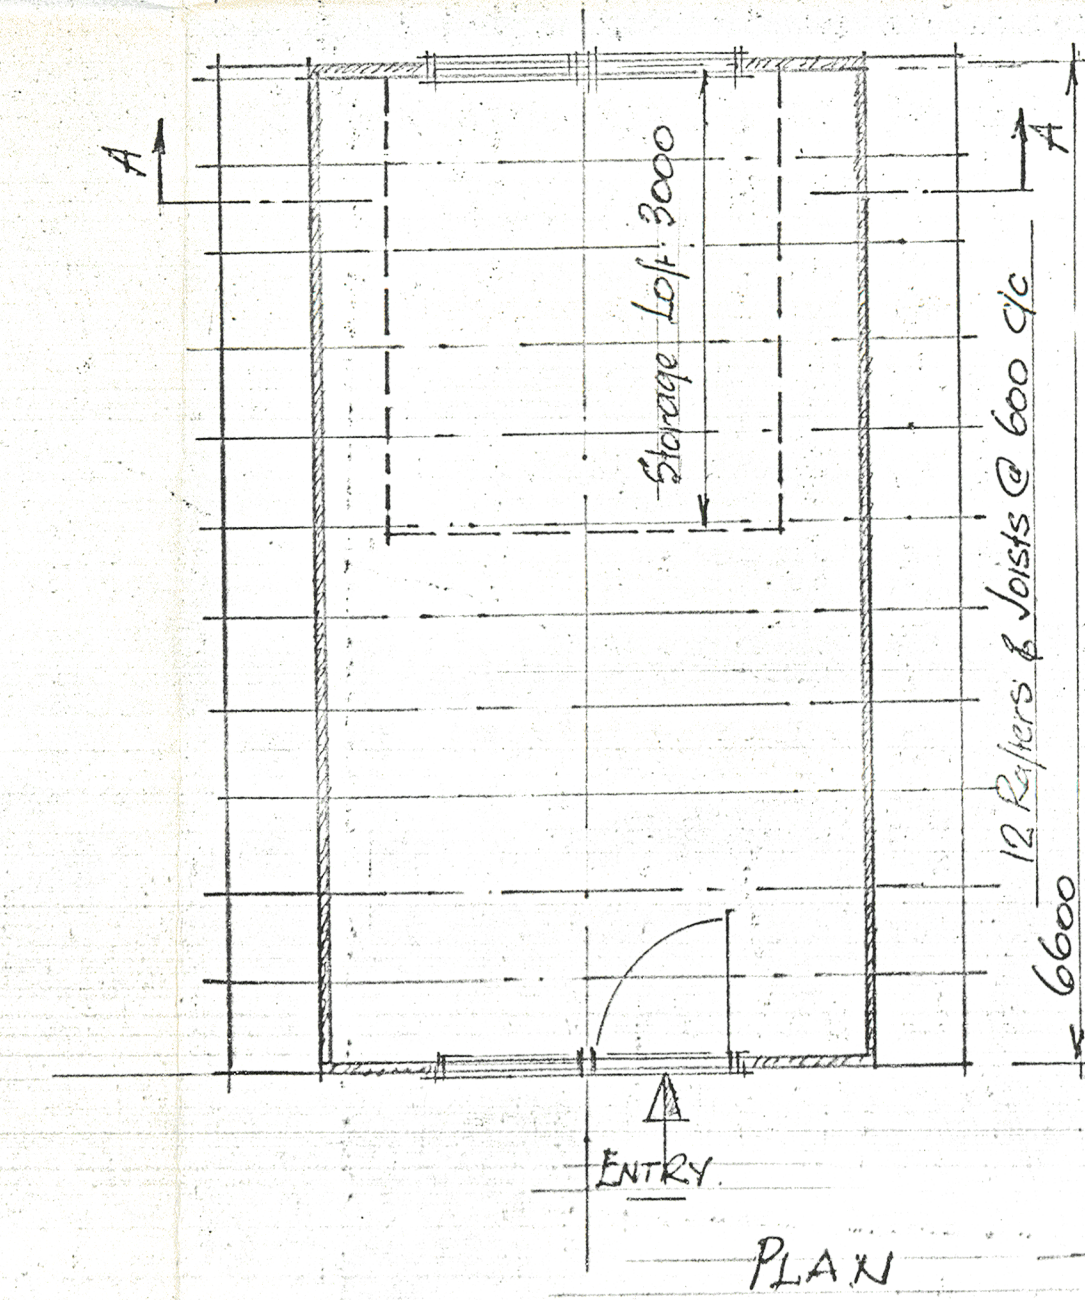 A
A
Storage Loft: 3000
12 Rafters & Joists @ 600 c/c
6600
ENTRY.
PLAN